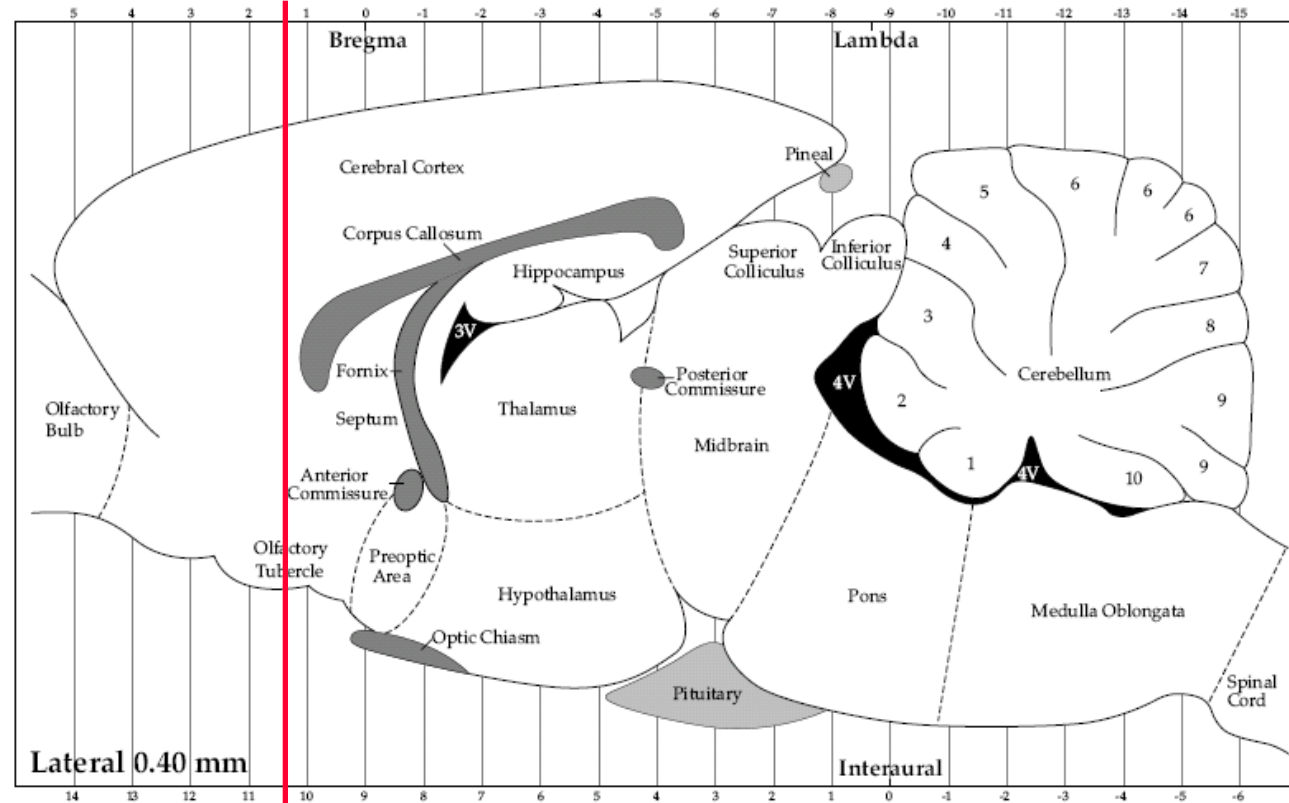 5 4 3 2 1 0 -1 -2 -3 -4 -5 -6 -7 -8 -9 -10 -11 -12 -13 -14 -15
Bregma Lambda
Pineal
Cerebral Cortex
5 6 6 6
Corpus Callosum
4
Superior
Colliculus
Inferior
Colliculus
Hippocampus
7
3V
3
8
Fornix
Posterior
Commissure
4V
Cerebellum
Olfactory
Bulb
Septum
Thalamus
2
9
Midbrain
Anterior
Commissure
1
4V
10
9
Olfactory
Tubercle
Preoptic
Area
Hypothalamus
Pons
Medulla Oblongata
Optic Chiasm
Pituitary
Spinal
Cord
Lateral 0.40 mm
Interaural
14 13 12 11 10 9 8 7 6 5 4 3 2 1 0 -1 -2 -3 -4 -5 -6